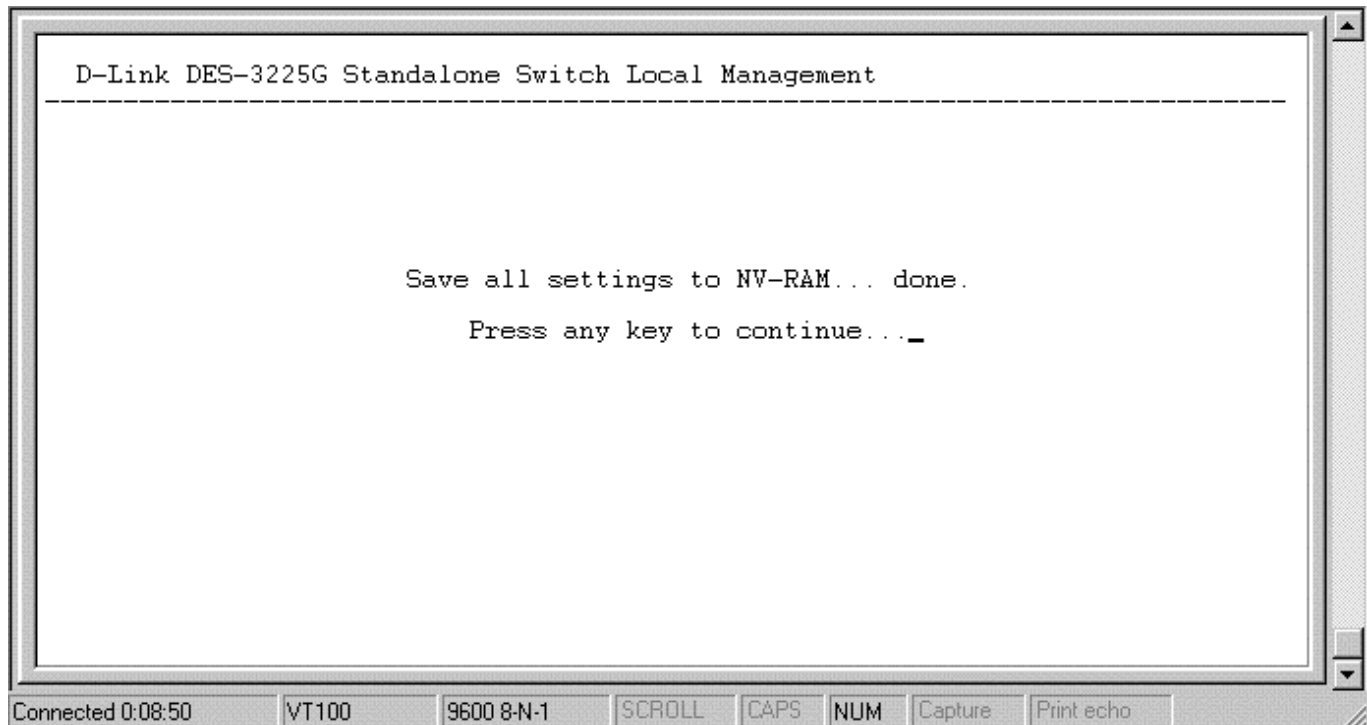 D-Link DES-3225G Standalone Switch Local Management
Save all settings to NV-RAM... done.
Press any key to continue..._
Connected 0:08:50 VT100 9600 8-N-1 SCROLL CAPS NUM Capture Print echo